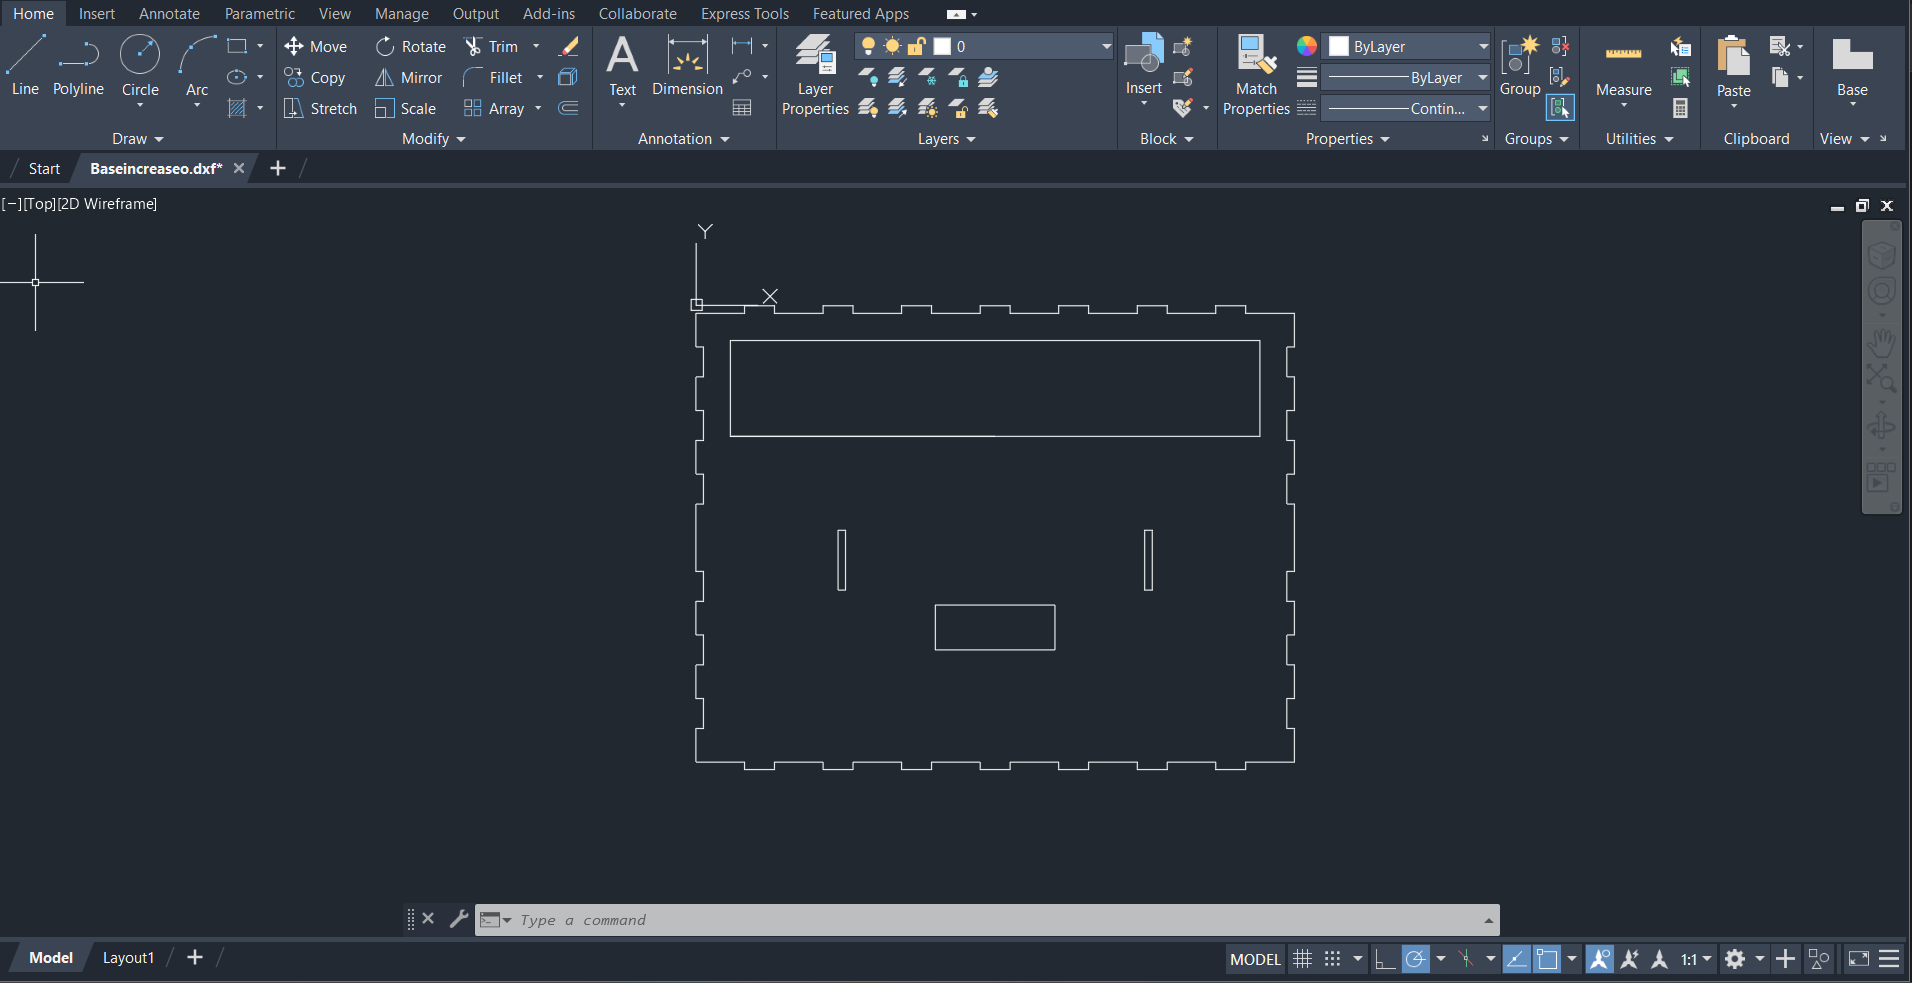 Home Insert Annotate Parametric View Manage Output Add-ins Collaborate Express Tools Featured Apps
Line Polyline Circle Arc
Move Rotate Trim
Copy Mirror Fillet
Stretch Scale Array
Text Dimension
Layer Properties
0
Insert
Match Properties
ByLayer
ByLayer
Contin...
Group
Measure
Paste
Base
Draw Modify Annotation Layers Block Properties Groups Utilities Clipboard View
Start Baseincreaseo.dxf*
[−][Top][2D Wireframe]
Y
X
Type a command
Model Layout1
MODEL 1:1